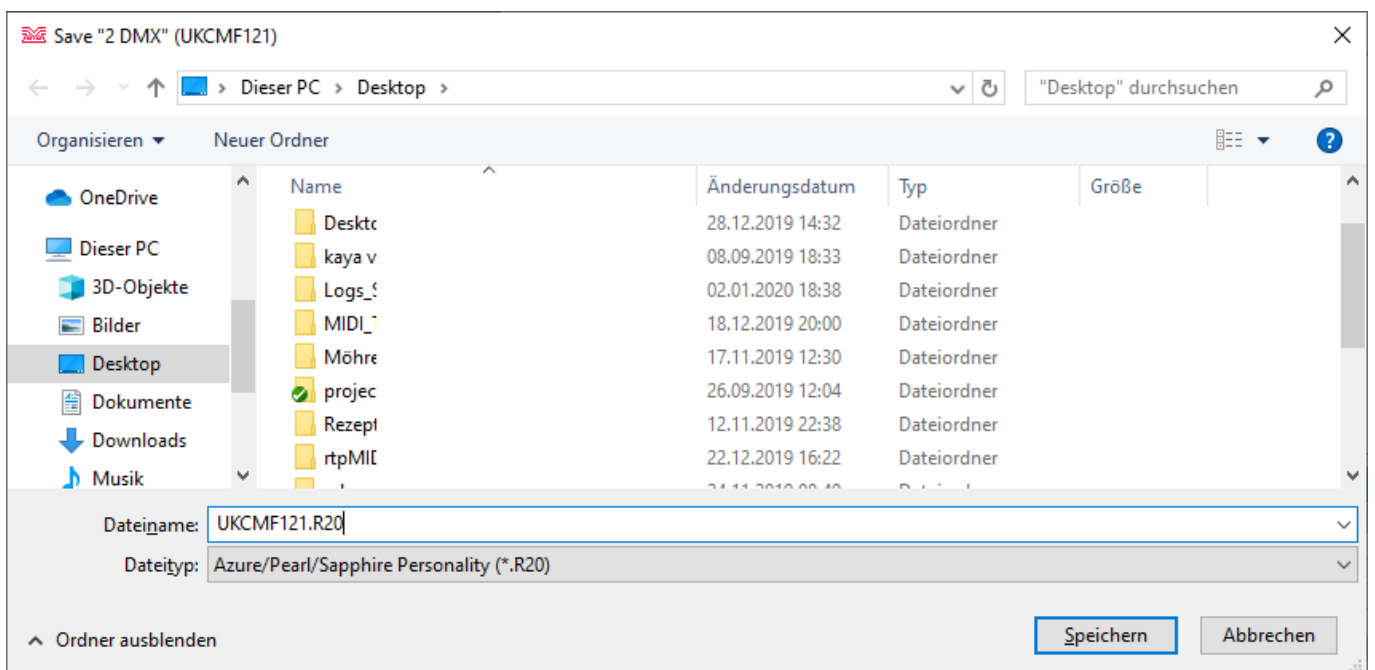 Save "2 DMX" (UKCMF121)
Dieser PC > Desktop >
"Desktop" durchsuchen
Organisieren
Neuer Ordner
Name Änderungsdatum Typ Größe
OneDrive
Dieser PC
3D-Objekte
Bilder
Desktop
Dokumente
Downloads
Musik
28.12.2019 14:32 Dateiordner
kaya v 08.09.2019 18:33 Dateiordner
Logs_ 02.01.2020 18:38 Dateiordner
MIDI_ 18.12.2019 20:00 Dateiordner
Möhre 17.11.2019 12:30 Dateiordner
projec 26.09.2019 12:04 Dateiordner
Rezept 12.11.2019 22:38 Dateiordner
rtpMID 22.12.2019 16:22 Dateiordner
Dateiname: UKCMF121.R20
Dateityp: Azure/Pearl/Sapphire Personality (*.R20)
Ordner ausblenden
Speichern
Abbrechen